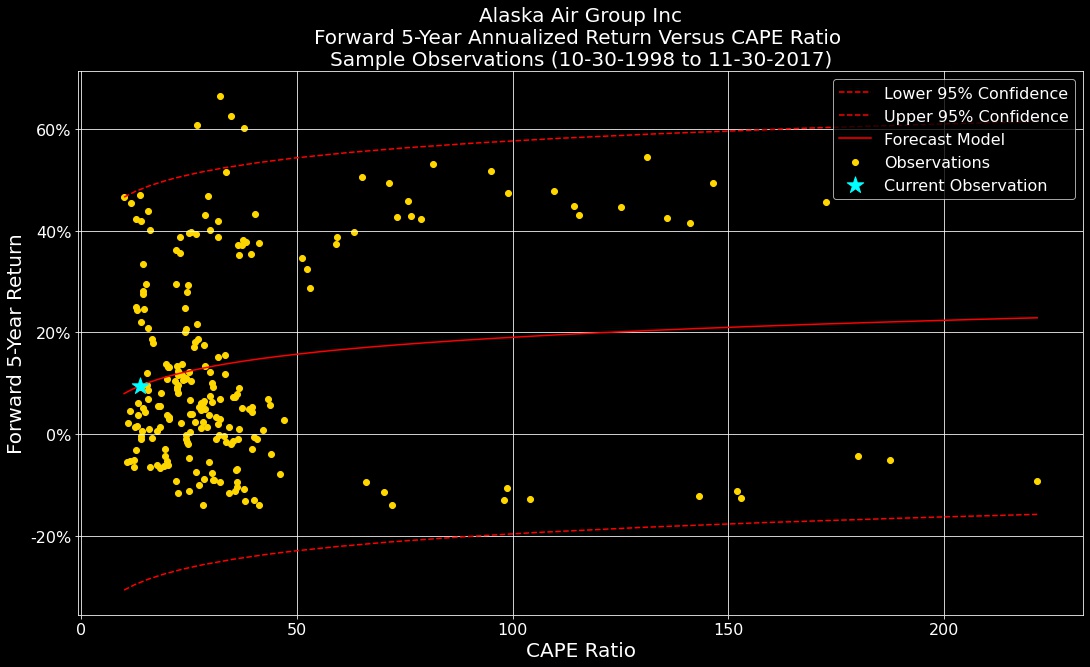 Alaska Air Group Inc
Forward 5-Year Annualized Return Versus CAPE Ratio
Sample Observations (10-30-1998 to 11-30-2017)
Lower 95% Confidence
Upper 95% Confidence
Forecast Model
Observations
Current Observation
Forward 5-Year Return
60%
40%
20%
0%
-20%
0 50 100 150 200
CAPE Ratio